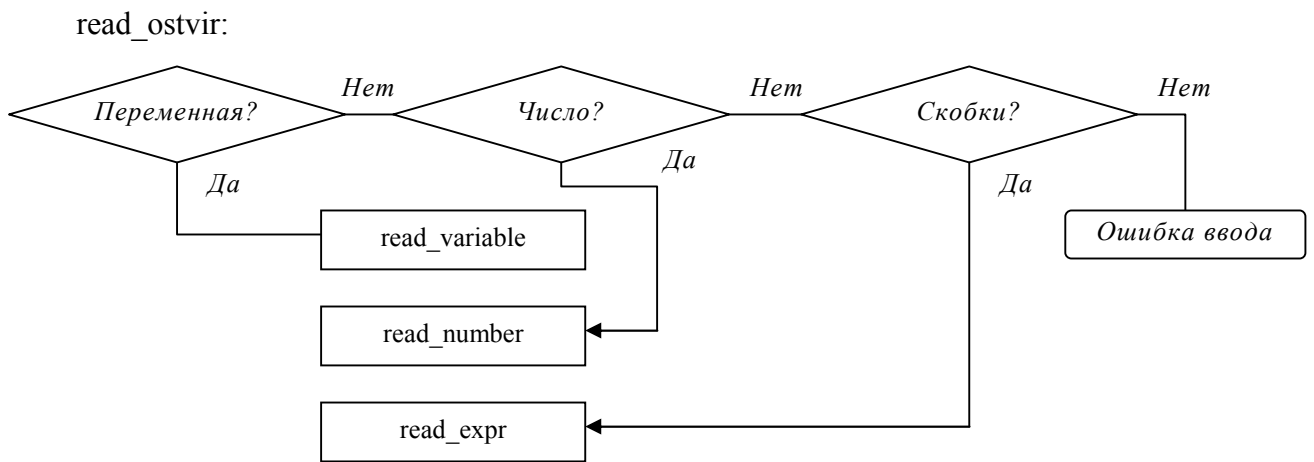 read_ostvir:
Переменная?
Нет
Число?
Нет
Скобки?
Нет
Да
Да
Да
read_variable
Ошибка ввода
read_number
read_expr